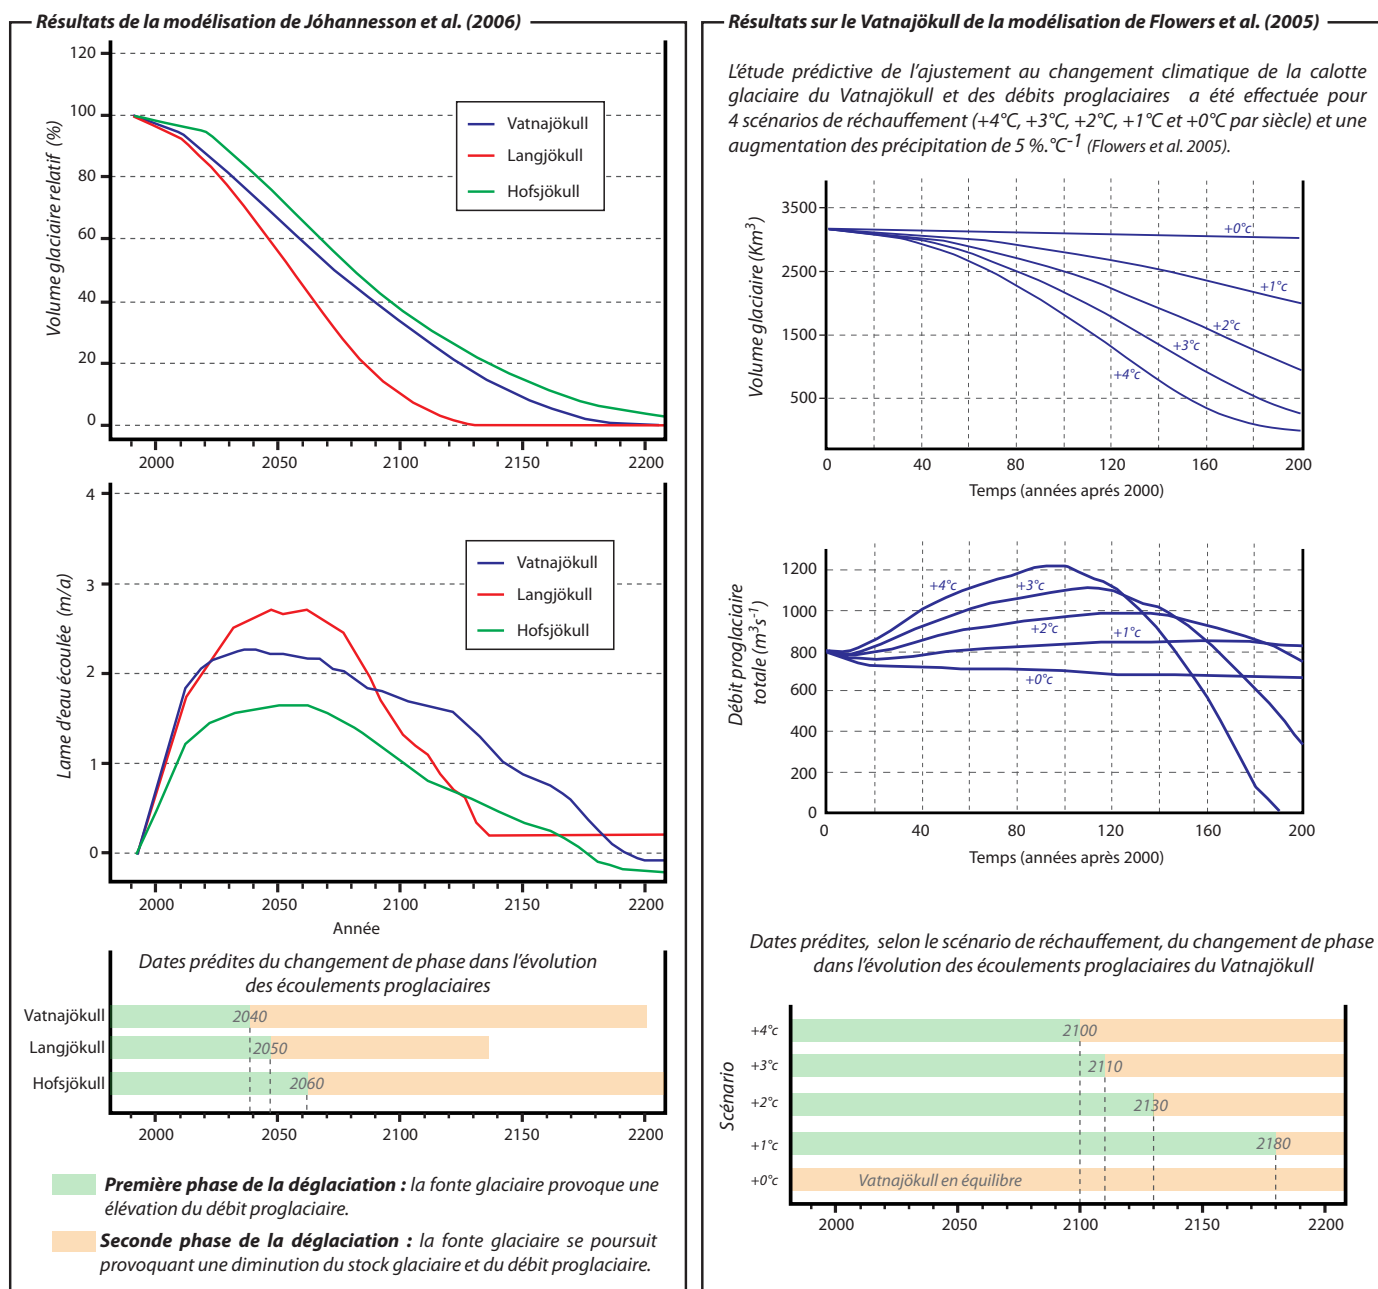 Résultats de la modélisation de Jóhannesson et al. (2006)
120
100
80
60
40
20
0
Volume glaciaire relatif (%)
Vatnajökull
Langjökull
Hofsjökull
2000
2050
2100
2150
2200
4
3
2
1
0
Lame d'eau écoulée (m/a)
Vatnajökull
Langjökull
Hofsjökull
2000
2050
2100
2150
2200
Année
Dates prédites du changement de phase dans l'évolution
des écoulements proglaciaires
Vatnajökull
2040
Langjökull
2050
Hofsjökull
2060
2000
2050
2100
2150
2200
Première phase de la déglaciation : la fonte glaciaire provoque une
élévation du débit proglaciaire.
Seconde phase de la déglaciation : la fonte glaciaire se poursuit
provoquant une diminution du stock glaciaire et du débit proglaciaire.
Résultats sur le Vatnajökull de la modélisation de Flowers et al. (2005)
L'étude prédictive de l'ajustement au changement climatique de la calotte
glaciaire du Vatnajökull et des débits proglaciaires a été effectuée pour
4 scénarios de réchauffement (+4°C, +3°C, +2°C, +1°C et +0°C par siècle) et une
augmentation des précipitation de 5 %.°C-1 (Flowers et al. 2005).
3500
2500
1500
500
Volume glaciaire (Km3)
+0°c
+1°c
+2°c
+3°c
+4°c
0
40
80
120
160
200
Temps (années aprés 2000)
1200
1000
800
600
400
200
0
Débit proglaciaire
totale (m3s-1)
+4°c
+3°c
+2°c
+1°c
+0°c
0
40
80
120
160
200
Temps (années après 2000)
Dates prédites, selon le scénario de réchauffement, du changement de phase
dans l'évolution des écoulements proglaciaires du Vatnajökull
Scénario
+4°c
2100
+3°c
2110
+2°c
2130
+1°c
2180
+0°c
Vatnajökull en équilibre
2000
2050
2100
2150
2200